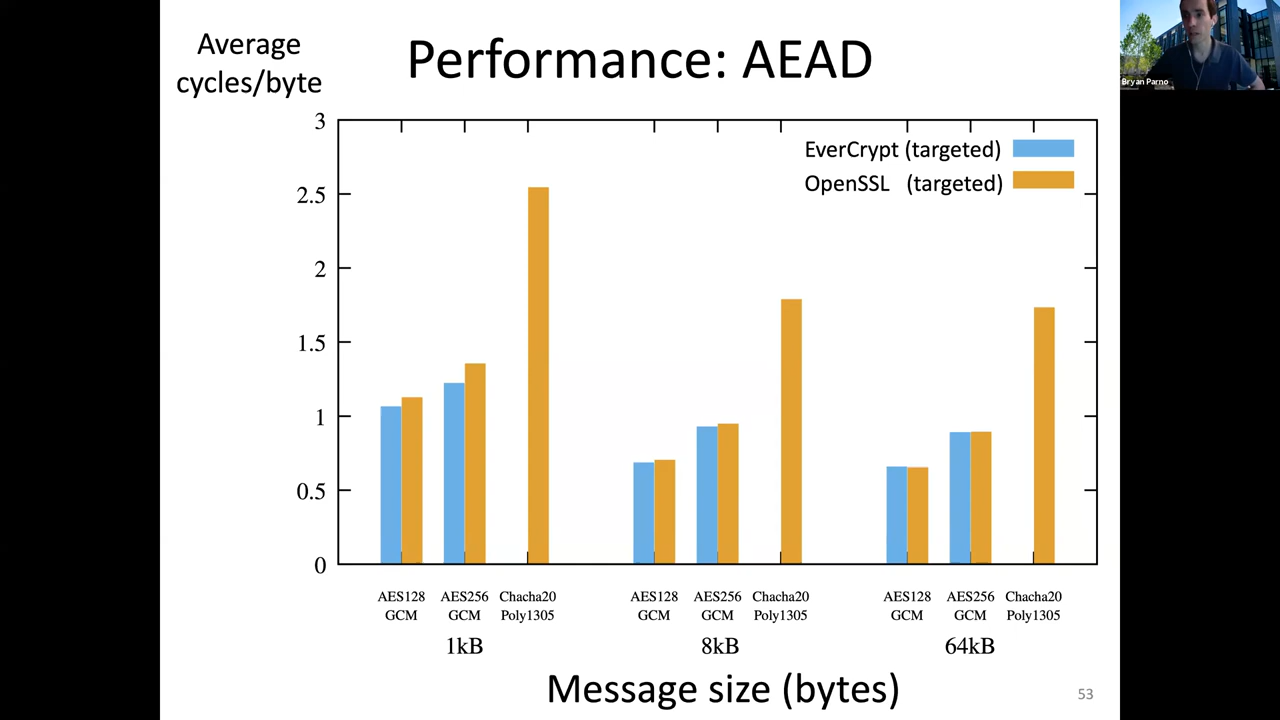 Average
cycles/byte
Performance: AEAD
Bryan Parno
EverCrypt (targeted)
OpenSSL (targeted)
3
2.5
2
1.5
1
0.5
0
AES128 AES256 Chacha20 AES128 AES256 Chacha20 AES128 AES256 Chacha20
GCM GCM Poly1305 GCM GCM Poly1305 GCM GCM Poly1305
1kB 8kB 64kB
Message size (bytes)
53